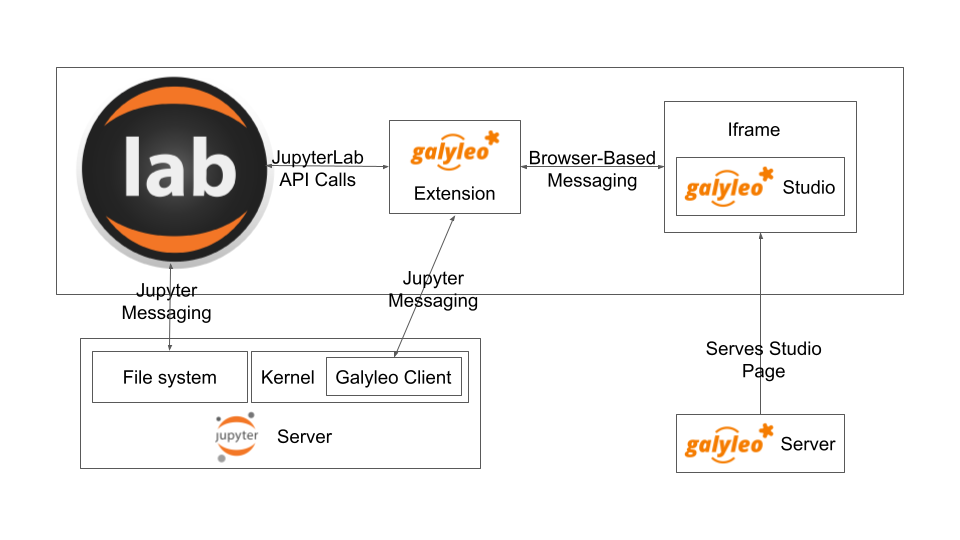 lab
JupyterLab
API Calls
galyleo
Extension
Browser-Based
Messaging
Iframe
galyleo Studio
Jupyter
Messaging
Jupyter
Messaging
Serves Studio
Page
File system
Kernel
Galyleo Client
jupyter Server
galyleo Server